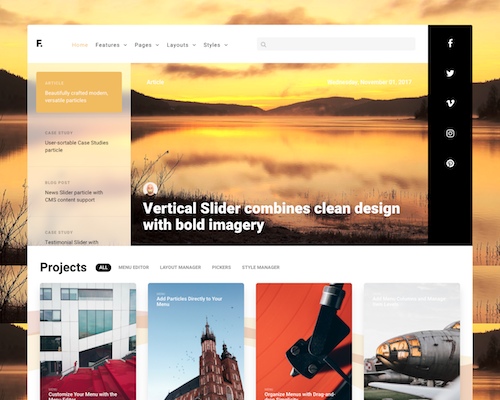 F.
Home Features Pages Layouts Styles
ARTICLE
Beautifully crafted modern,
versatile particles
CASE STUDY
User-sortable Case Studies
particle
BLOG POST
News Slider particle with
CMS content support
CASE STUDY
Testimonial Slider with
Article
Wednesday, November 01, 2017
Vertical Slider combines clean design
with bold imagery
Projects ALL MENU EDITOR LAYOUT MANAGER PICKERS STYLE MANAGER
Customize Your Menu with the
Menu Editor
Add Particles Directly to Your
Menu
Organize Menus with Drag-and-